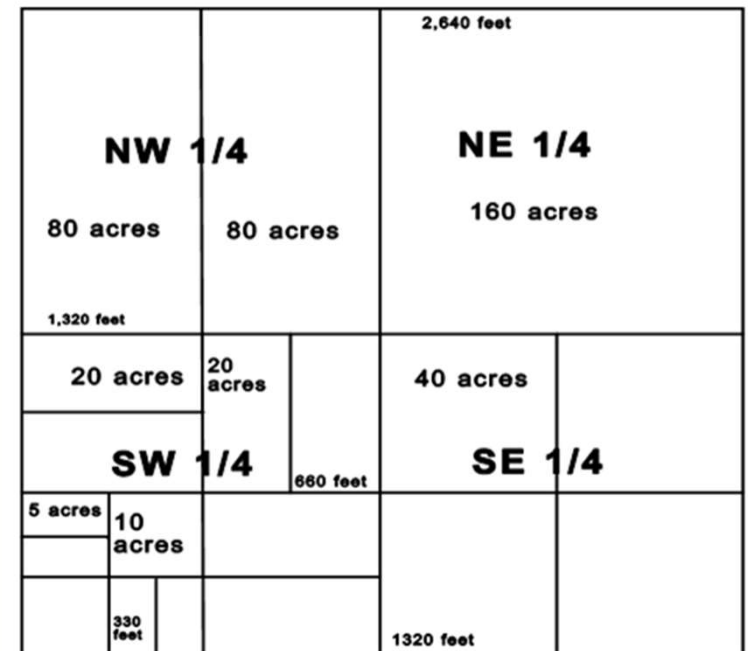 2,640 feet
NW 1/4
NE 1/4
160 acres
80 acres
80 acres
1,320 feet
20 acres
20
acres
40 acres
SW 1/4
SE 1/4
660 feet
5 acres
10
acres
330
feet
1320 feet